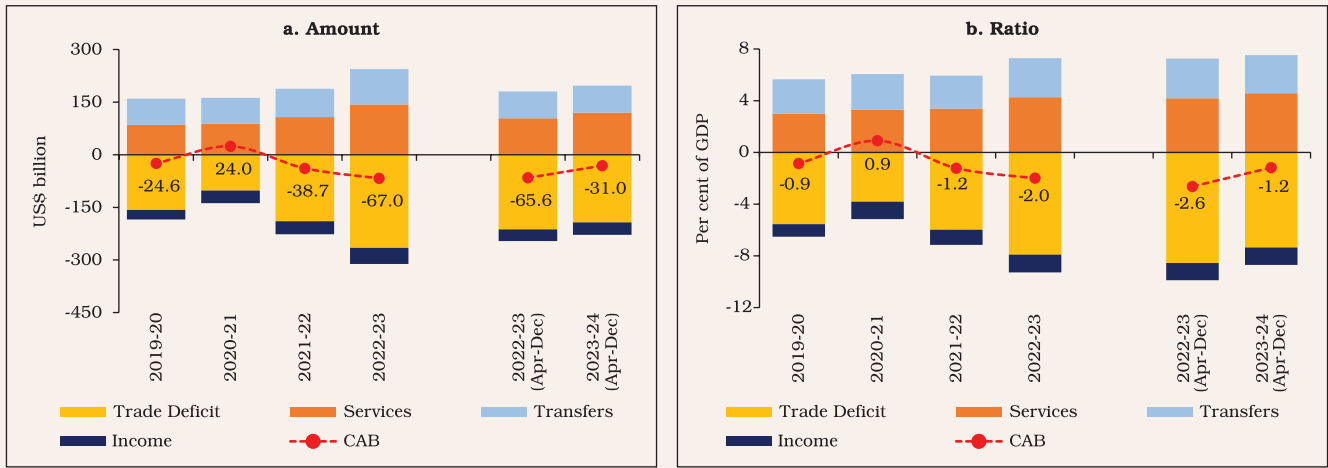 a. Amount
US$ billion
300
150
0
-150
-300
-450
-24.6
24.0
-38.7
-67.0
-65.6
-31.0
2019-20
2020-21
2021-22
2022-23
2022-23
(Apr-Dec)
2023-24
(Apr-Dec)
Trade Deficit
Services
Transfers
Income
CAB
b. Ratio
Per cent of GDP
8
4
0
-4
-8
-12
-0.9
0.9
-1.2
-2.0
-2.6
-1.2
2019-20
2020-21
2021-22
2022-23
2022-23
(Apr-Dec)
2023-24
(Apr-Dec)
Trade Deficit
Services
Transfers
Income
CAB